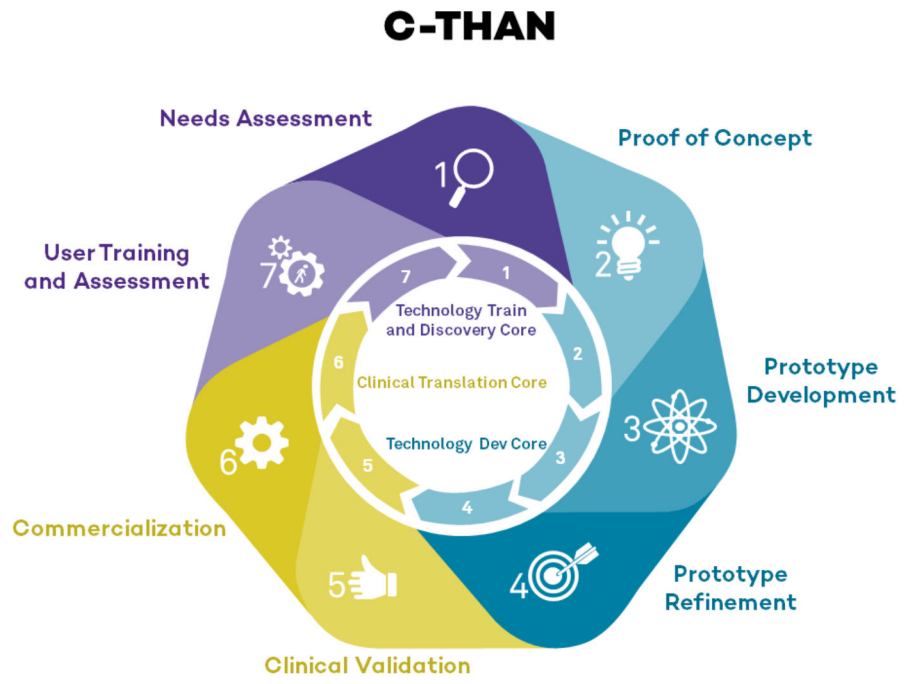 C-THAN
Needs Assessment
1
Proof of Concept
2
Prototype
Development
3
Prototype
Refinement
4
Clinical Validation
5
Commercialization
6
User Training
and Assessment
7
1
2
3
4
5
6
7
Technology Train
and Discovery Core
Clinical Translation Core
Technology Dev Core